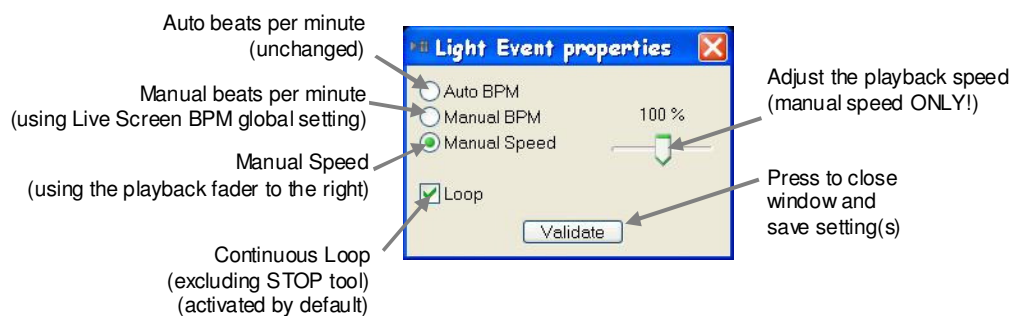 Auto beats per minute
(unchanged)
Manual beats per minute
(using Live Screen BPM global setting)
Manual Speed
(using the playback fader to the right)
Continuous Loop
(excluding STOP tool)
(activated by default)
Light Event properties
Auto BPM
Manual BPM
100 %
Manual Speed
Loop
Validate
Adjust the playback speed
(manual speed ONLY!)
Press to close
window and
save setting(s)